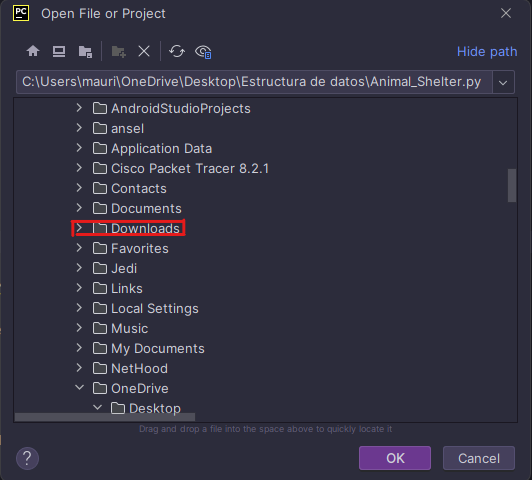 PC Open File or Project
Hide path
C:\Users\mauri\OneDrive\Desktop\Estructura de datos\Animal_Shelter.py
AndroidStudioProjects
ansel
Application Data
Cisco Packet Tracer 8.2.1
Contacts
Documents
Downloads
Favorites
Jedi
Links
Local Settings
Music
My Documents
NetHood
OneDrive
Desktop
Drag and drop a file into the space above to quickly locate it
? OK Cancel